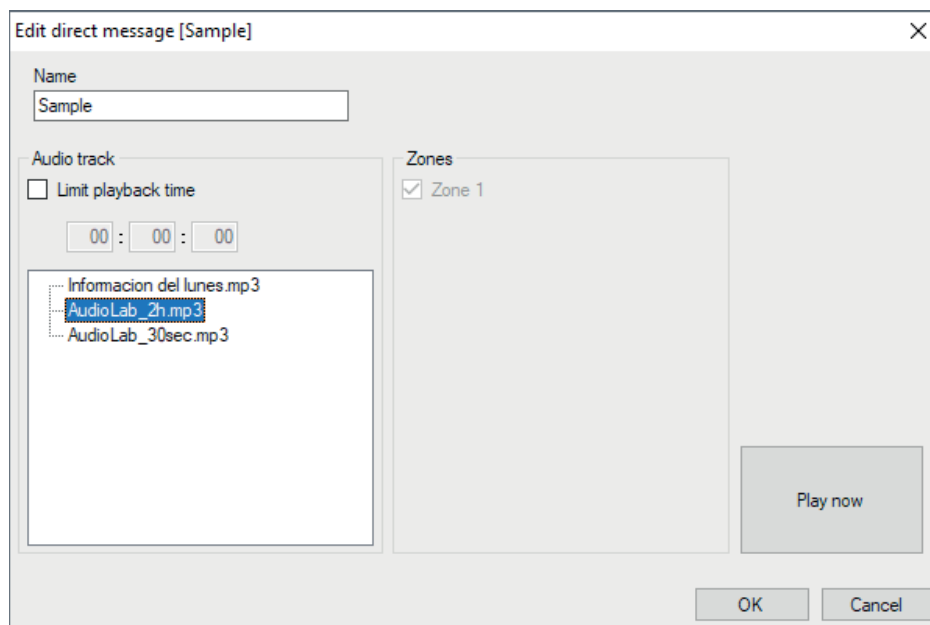 Edit direct message [Sample]
Name
Sample
Audio track
Limit playback time
00 : 00 : 00
Informacion del lunes.mp3
AudioLab_2h.mp3
AudioLab_30sec.mp3
Zones
Zone 1
Play now
OK
Cancel